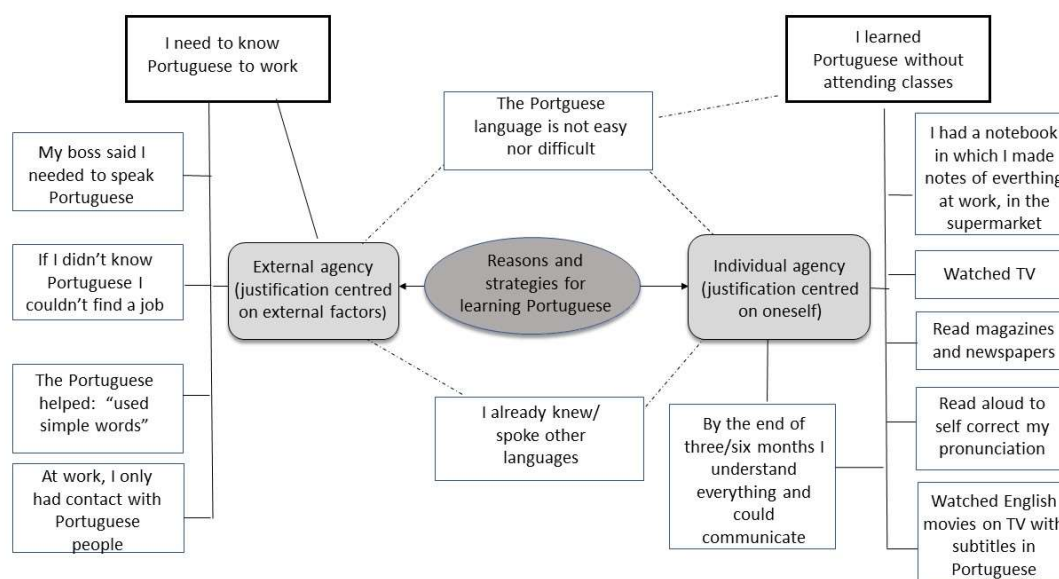 I need to know
Portuguese to work
I learned
Portuguese without
attending classes
The Portguese
language is not easy
nor difficult
My boss said I
needed to speak
Portuguese
I had a notebook
in which I made
notes of everthing
at work, in the
supermarket
If I didn't know
Portuguese I
couldn't find a job
External agency
(justification centred
on external factors)
Reasons and
strategies for
learning Portuguese
Individual agency
(justification centred
on oneself)
Watched TV
Read magazines
and newspapers
The Portuguese
helped: "used
simple words"
I already knew/
spoke other
languages
By the end of
three/six months I
understand
everything and
could
communicate
Read aloud to
self correct my
pronunciation
At work, I only
had contact with
Portuguese
people
Watched English
movies on TV with
subtitles in
Portuguese